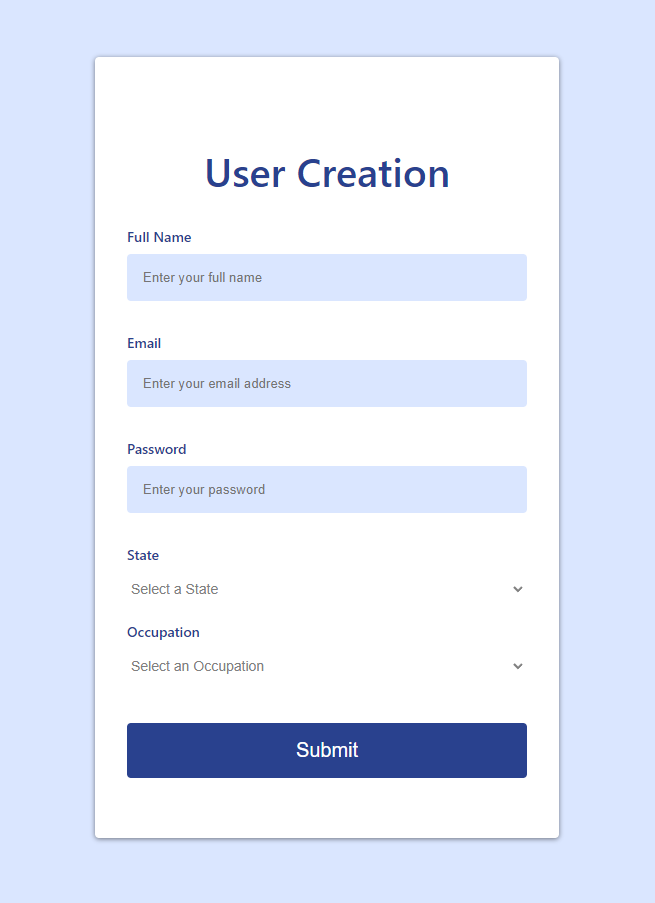 User Creation
Full Name
Enter your full name
Email
Enter your email address
Password
Enter your password
State
Select a State
Occupation
Select an Occupation
Submit